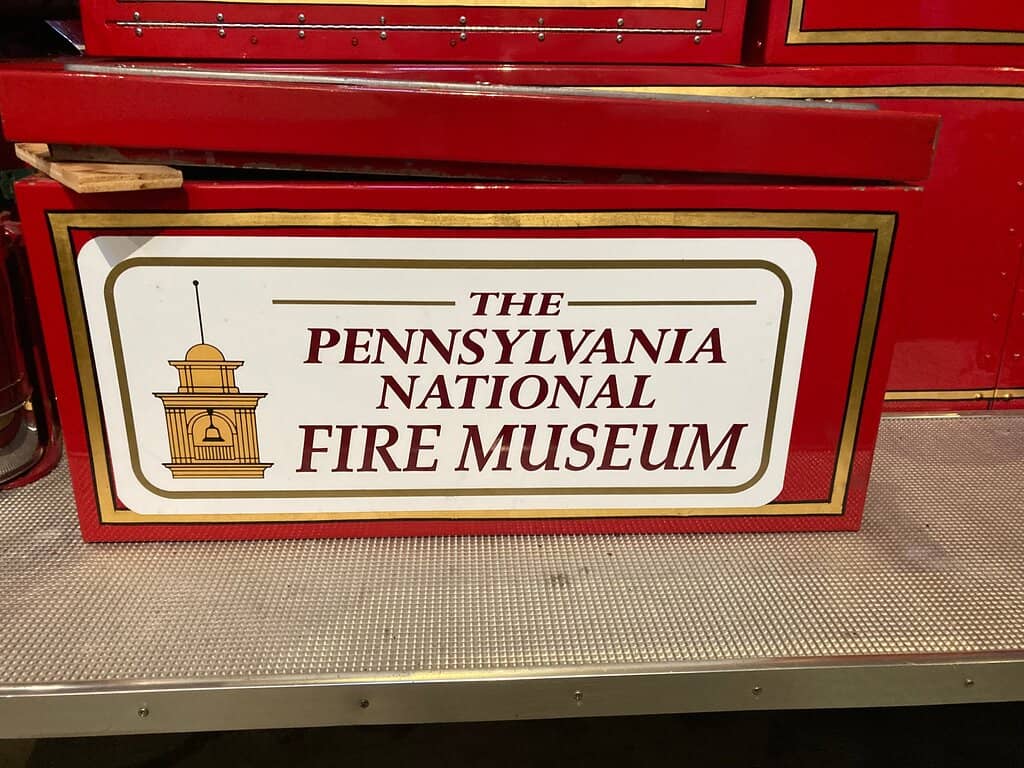 THE
PENNSYLVANIA
NATIONAL
FIRE MUSEUM